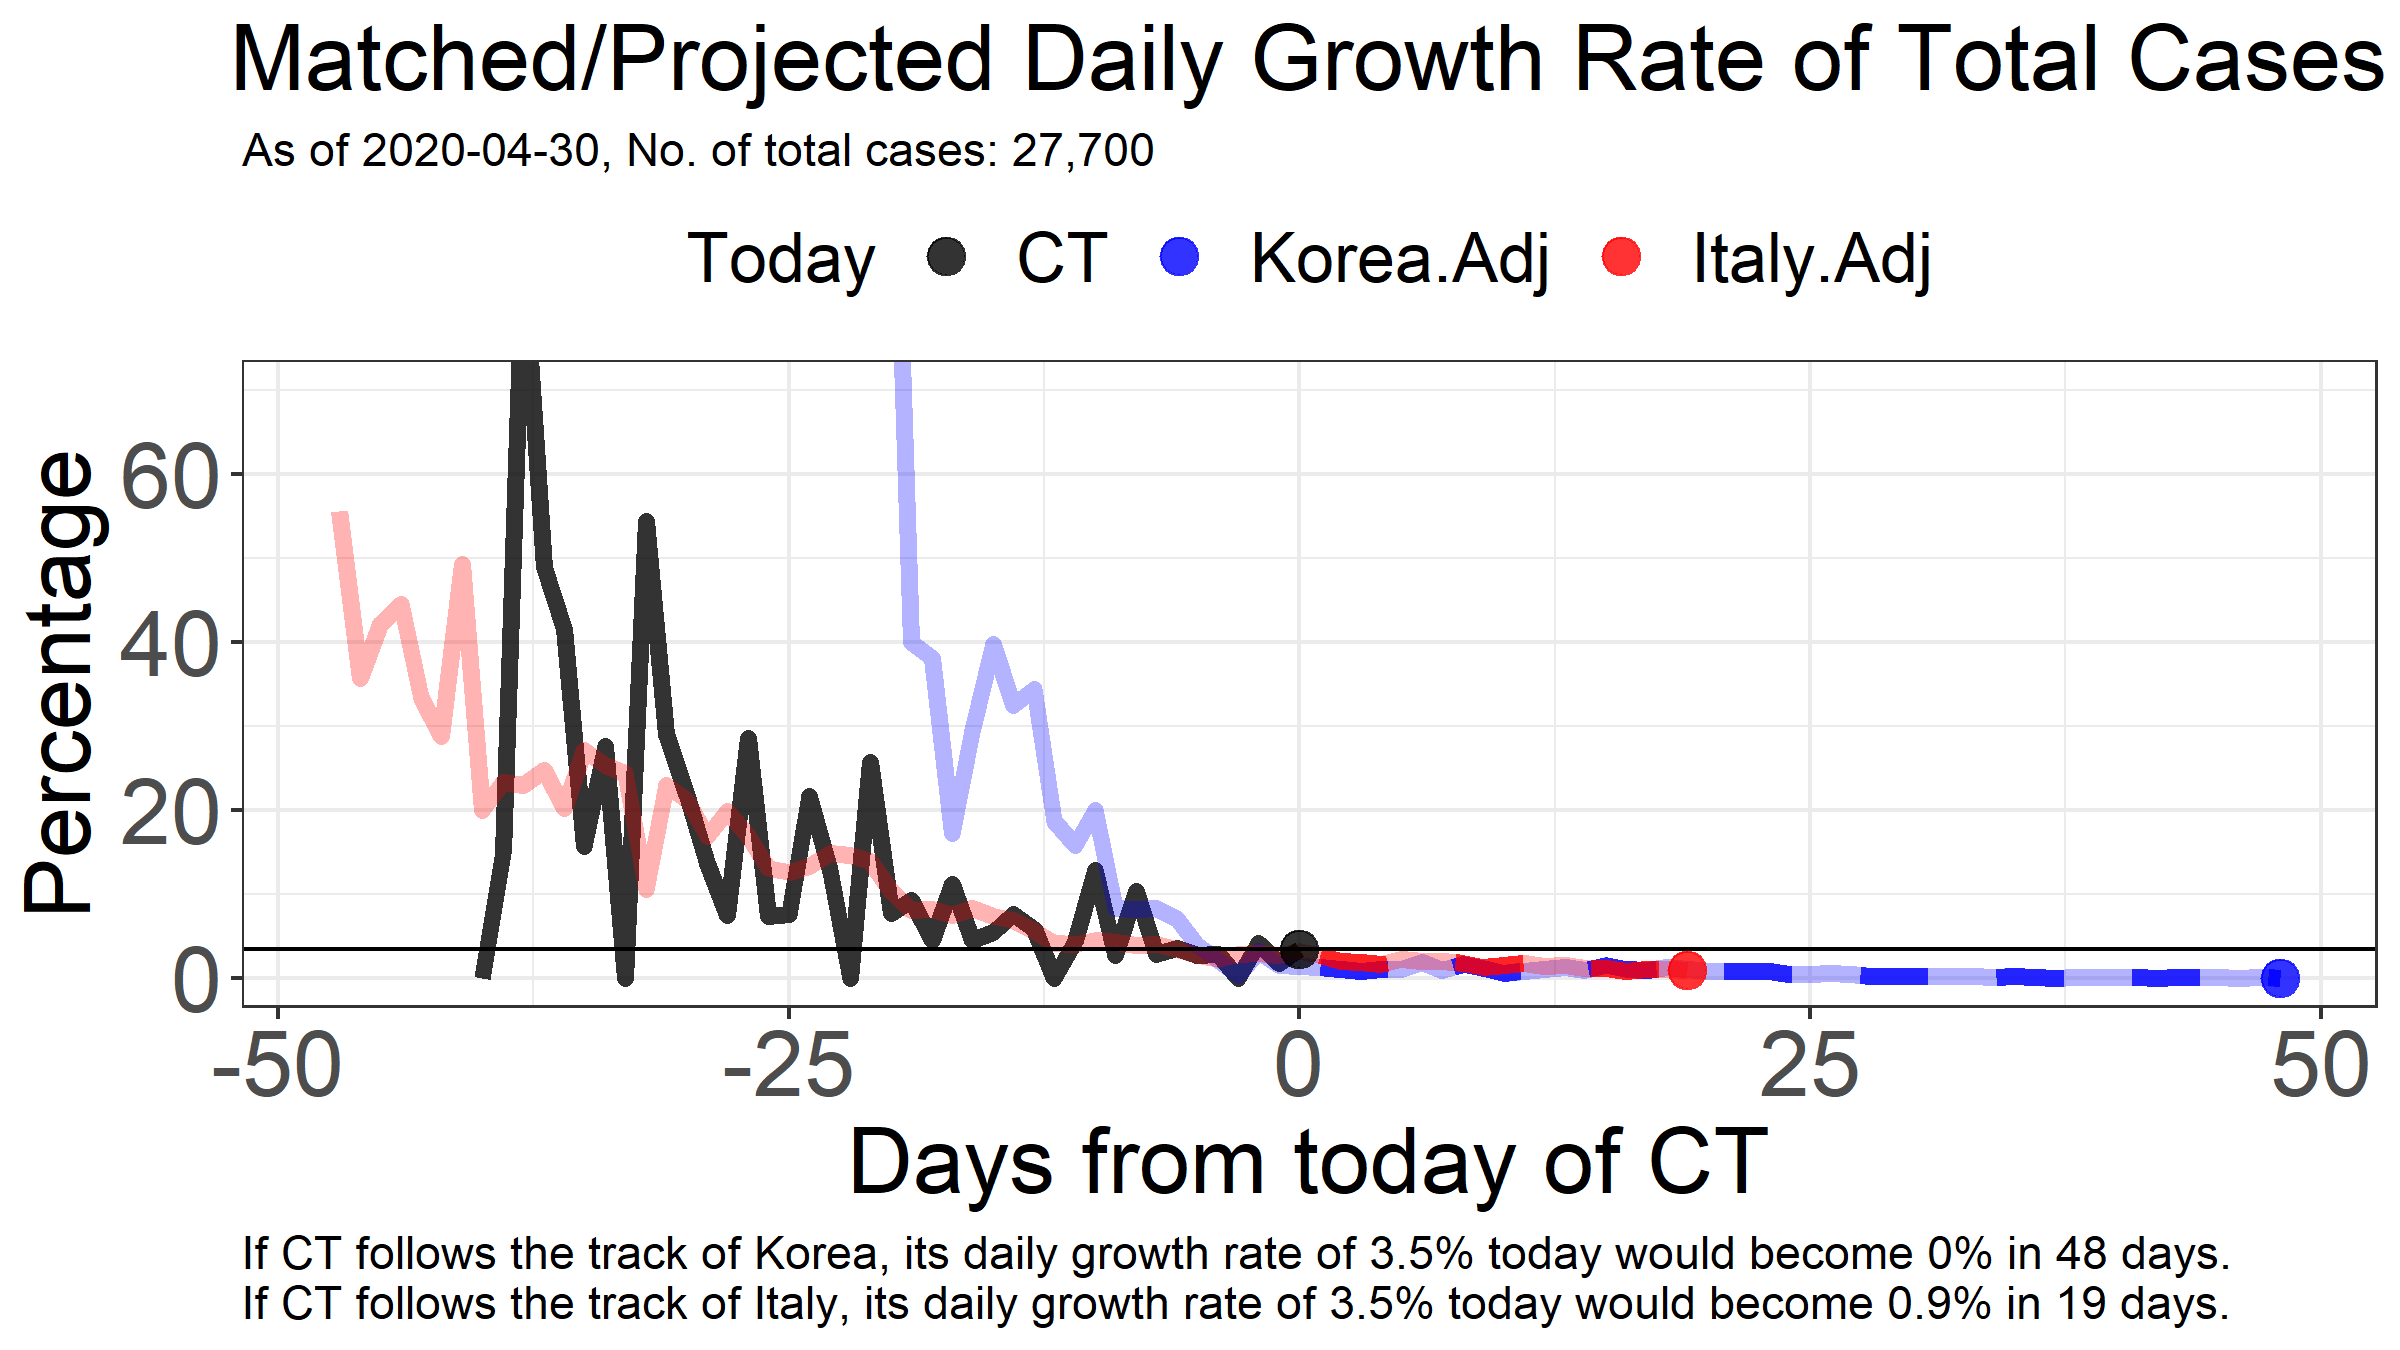 Matched/Projected Daily Growth Rate of Total Cases
As of 2020-04-30, No. of total cases: 27,700
Today CT Korea.Adj Italy.Adj
Percentage
60
40
20
0
-50 -25 0 25 50
Days from today of CT
If CT follows the track of Korea, its daily growth rate of 3.5% today would become 0% in 48 days.
If CT follows the track of Italy, its daily growth rate of 3.5% today would become 0.9% in 19 days.